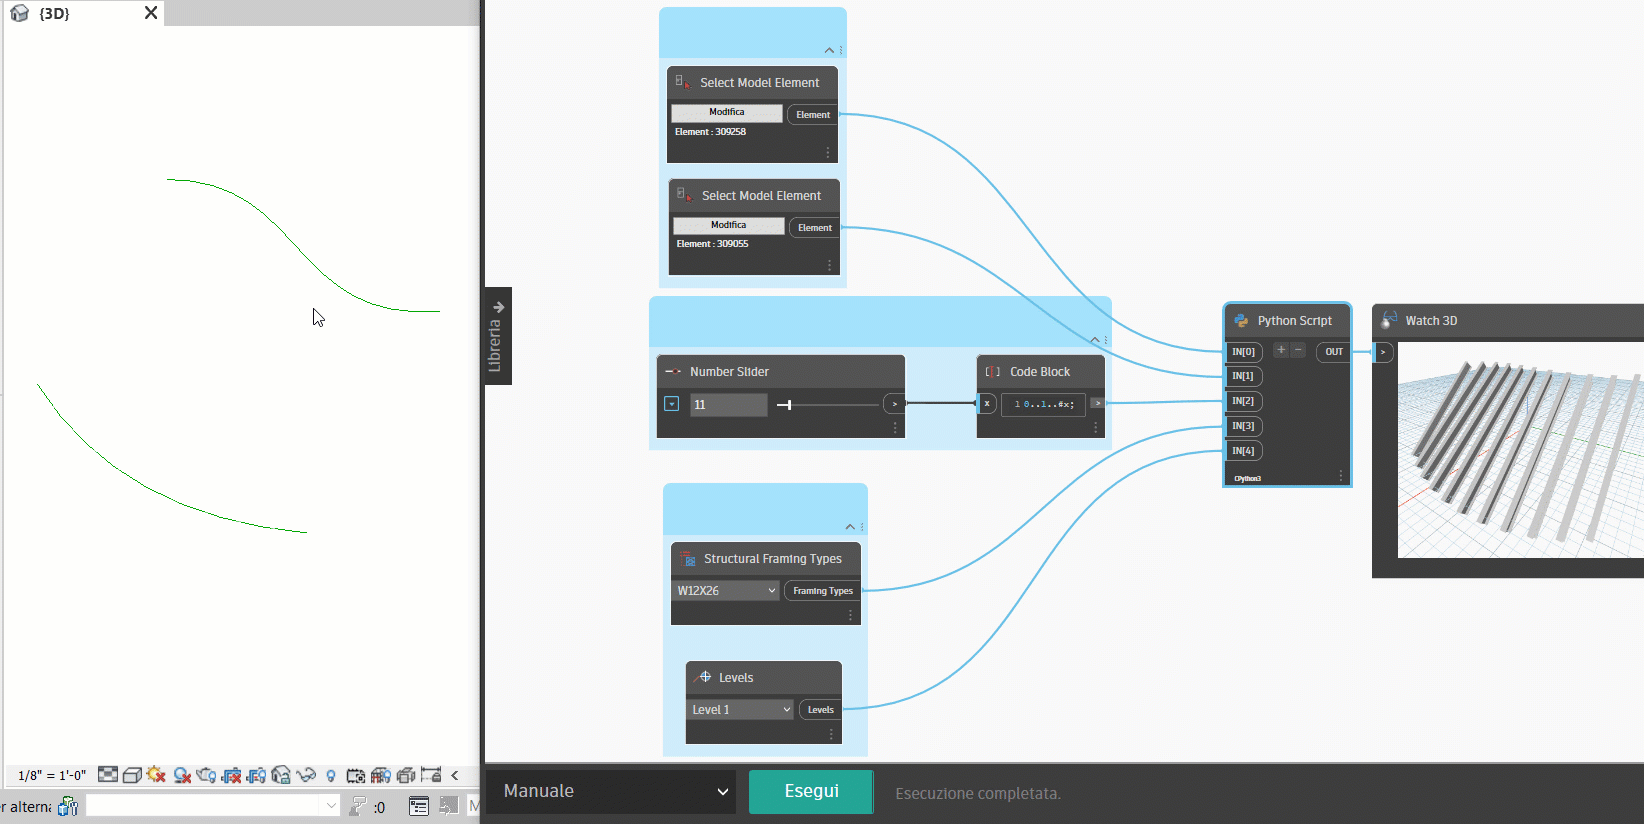 {3D}
Select Model Element
Modifica
Element
Element : 309258
Select Model Element
Modifica
Element
Element : 309055
Libreria
Number Slider
11
>
Code Block
x
1 0..1..#x;
>
Python Script
IN[0]
+
−
OUT
IN[1]
IN[2]
IN[3]
IN[4]
CPython3
Watch 3D
>
Structural Framing Types
W12X26
Framing Types
Levels
Level 1
Levels
1/8" = 1'-0"
r alterna
:0
M
Manuale
Esegui
Esecuzione completata.